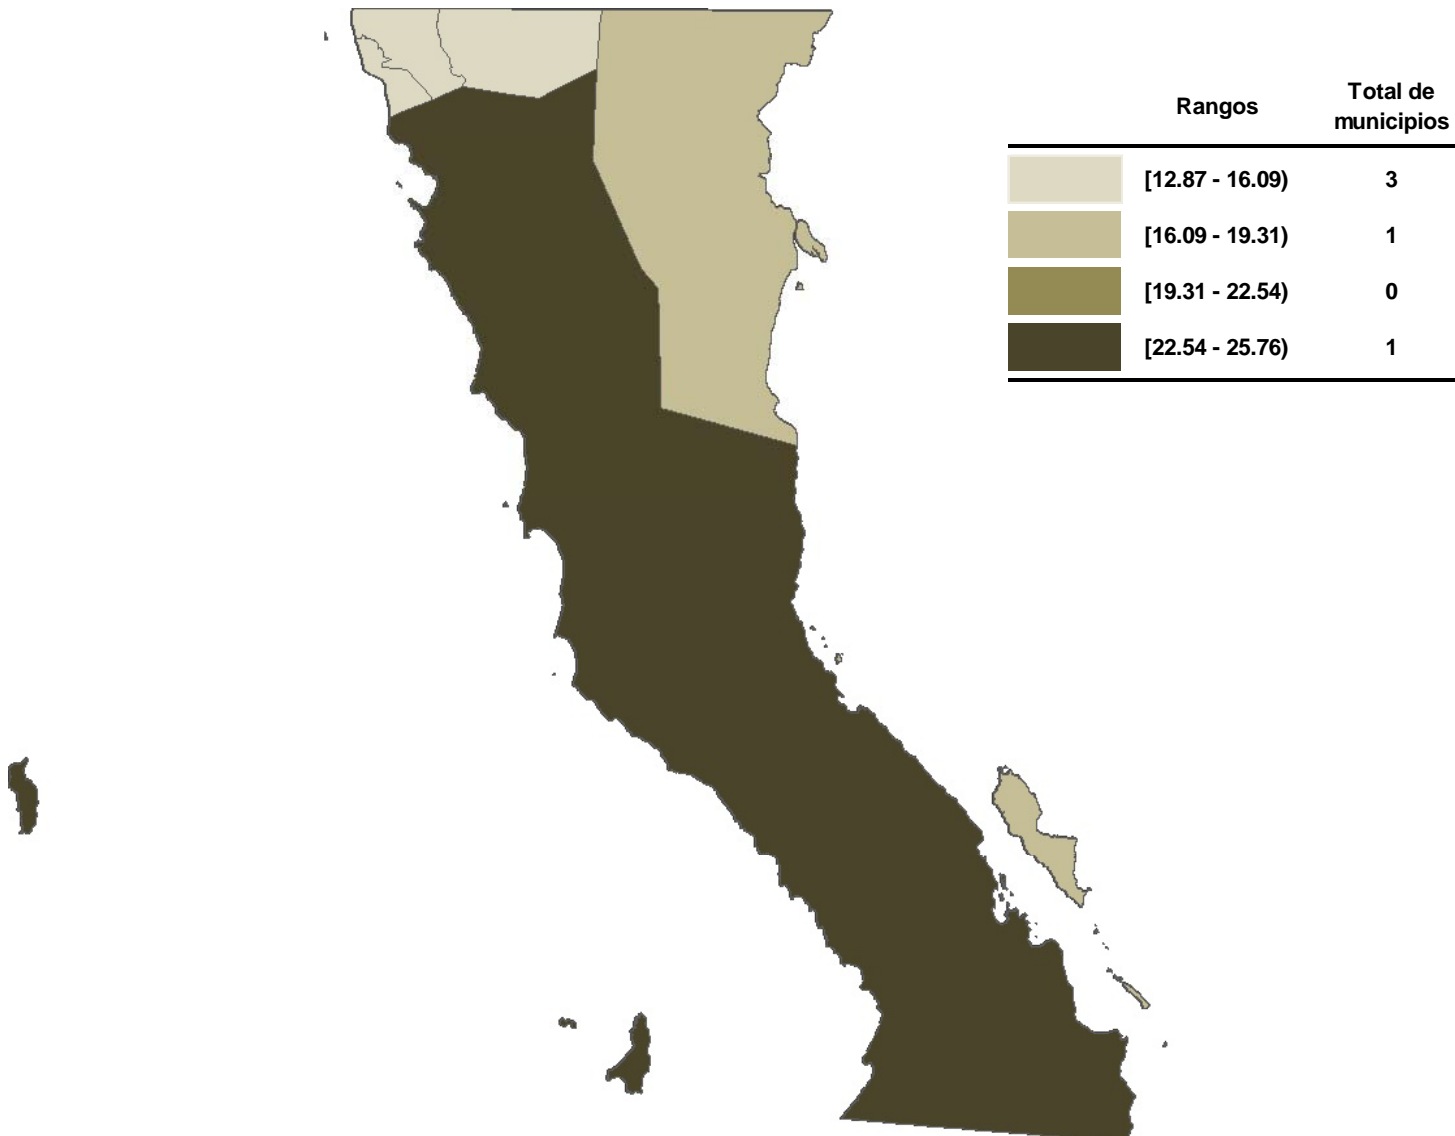 Rangos Total de
municipios
[12.87 - 16.09) 3
[16.09 - 19.31) 1
[19.31 - 22.54) 0
[22.54 - 25.76) 1